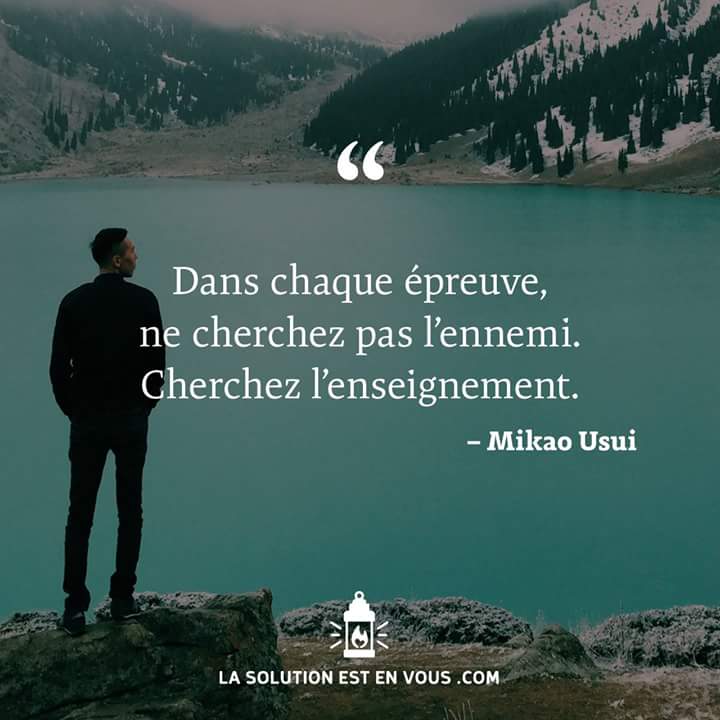 “
Dans chaque épreuve,
ne cherchez pas l’ennemi.
Cherchez l’enseignement.
– Mikao Usui
LA SOLUTION EST EN VOUS .COM